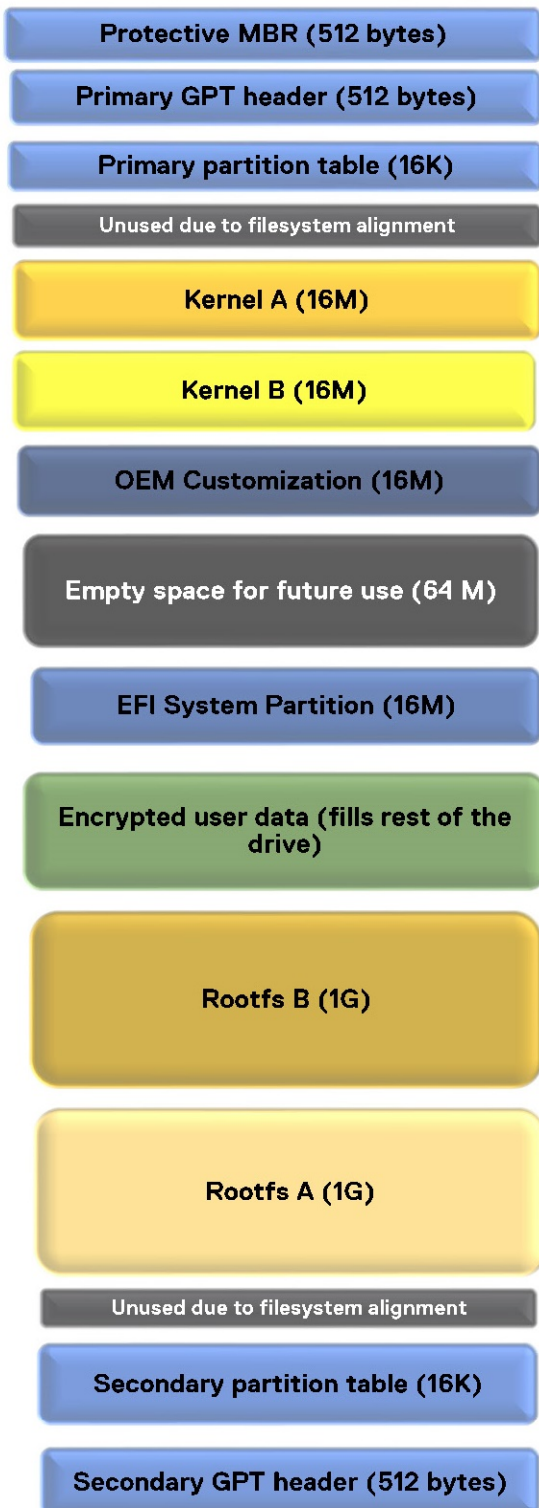 Protective MBR (512 bytes)
Primary GPT header (512 bytes)
Primary partition table (16K)
Unused due to filesystem alignment
Kernel A (16M)
Kernel B (16M)
OEM Customization (16M)
Empty space for future use (64 M)
EFI System Partition (16M)
Encrypted user data (fills rest of the
drive)
Rootfs B (1G)
Rootfs A (1G)
Unused due to filesystem alignment
Secondary partition table (16K)
Secondary GPT header (512 bytes)